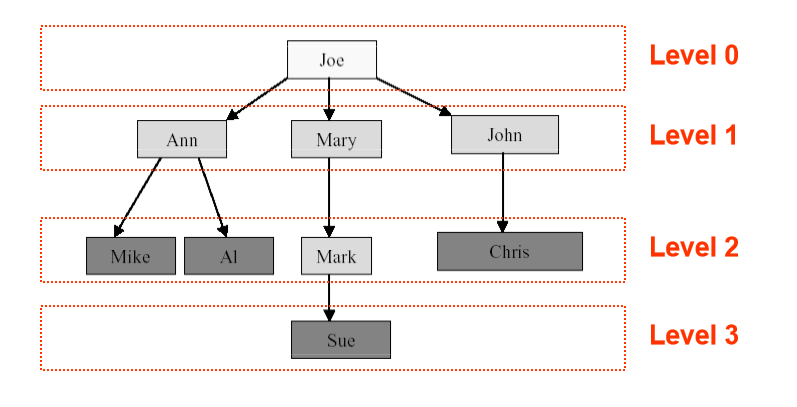 Joe
Level 0
Ann
Mary
John
Level 1
Mike
Al
Mark
Chris
Level 2
Sue
Level 3